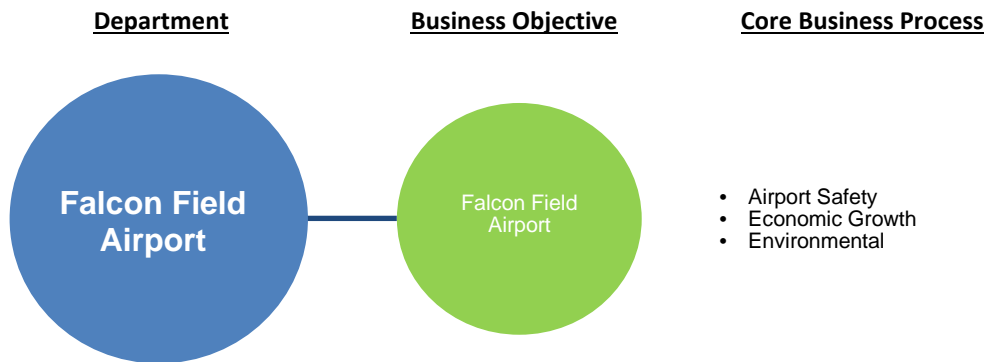 Department
Business Objective
Core Business Process
Falcon Field
Airport
Falcon Field
Airport
• Airport Safety
• Economic Growth
• Environmental